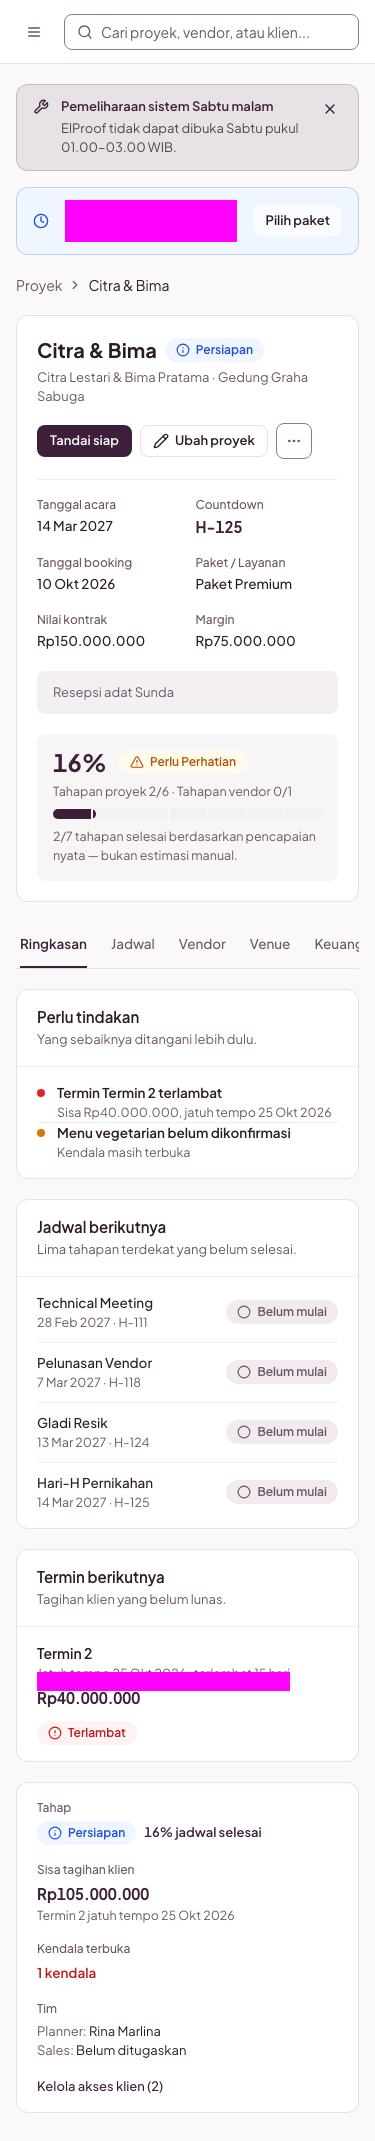 Cari proyek, vendor, atau klien...
Pemeliharaan sistem Sabtu malam
ElProof tidak dapat dibuka Sabtu pukul
01.00–03.00 WIB.
Pilih paket
Proyek > Citra & Bima
Citra & Bima Persiapan
Citra Lestari & Bima Pratama · Gedung Graha
Sabuga
Tandai siap Ubah proyek ...
Tanggal acara Countdown
14 Mar 2027 H-125
Tanggal booking Paket / Layanan
10 Okt 2026 Paket Premium
Nilai kontrak Margin
Rp150.000.000 Rp75.000.000
Resepsi adat Sunda
16% Perlu Perhatian
Tahapan proyek 2/6 · Tahapan vendor 0/1
2/7 tahapan selesai berdasarkan pencapaian
nyata — bukan estimasi manual.
Ringkasan Jadwal Vendor Venue Keuang
Perlu tindakan
Yang sebaiknya ditangani lebih dulu.
Termin Termin 2 terlambat
Sisa Rp40.000.000, jatuh tempo 25 Okt 2026
Menu vegetarian belum dikonfirmasi
Kendala masih terbuka
Jadwal berikutnya
Lima tahapan terdekat yang belum selesai.
Technical Meeting
28 Feb 2027 · H-111
Belum mulai
Pelunasan Vendor
7 Mar 2027 · H-118
Belum mulai
Gladi Resik
13 Mar 2027 · H-124
Belum mulai
Hari-H Pernikahan
14 Mar 2027 · H-125
Belum mulai
Termin berikutnya
Tagihan klien yang belum lunas.
Termin 2
Rp40.000.000
Terlambat
Tahap
Persiapan 16% jadwal selesai
Sisa tagihan klien
Rp105.000.000
Termin 2 jatuh tempo 25 Okt 2026
Kendala terbuka
1 kendala
Tim
Planner: Rina Marlina
Sales: Belum ditugaskan
Kelola akses klien (2)